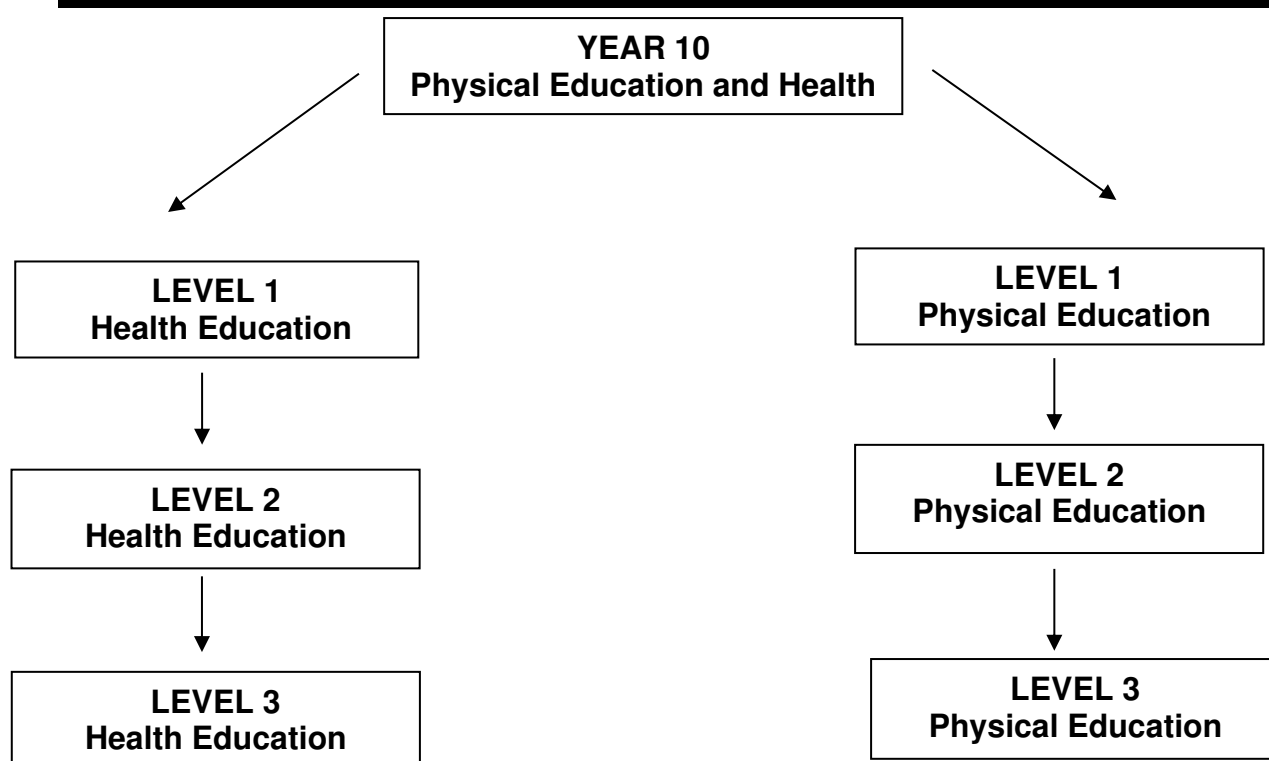 YEAR 10
Physical Education and Health
LEVEL 1
Health Education
LEVEL 1
Physical Education
LEVEL 2
Health Education
LEVEL 2
Physical Education
LEVEL 3
Health Education
LEVEL 3
Physical Education